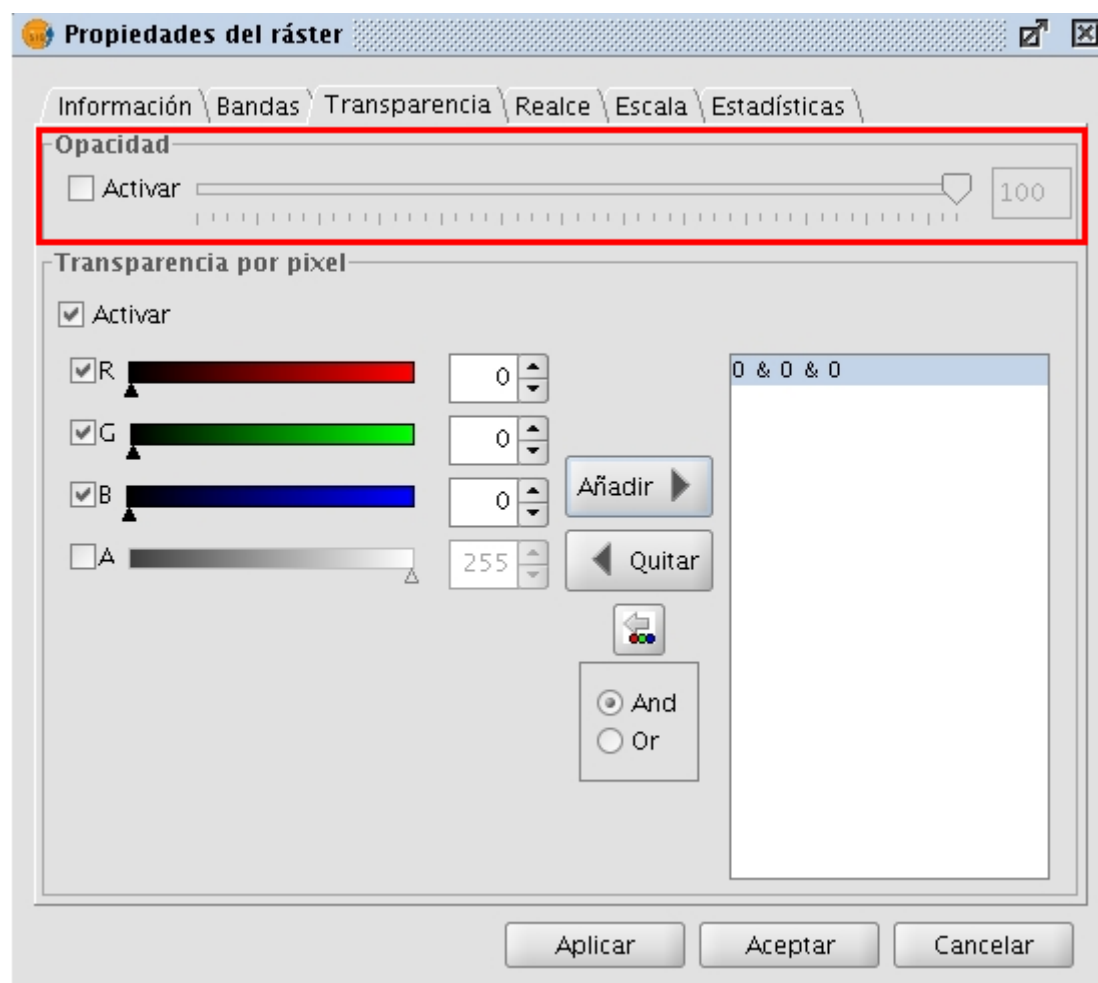 Propiedades del ráster
Información Bandas Transparencia Realce Escala Estadísticas
Opacidad
Activar 100
Transparencia por pixel
Activar
R 0
0 & 0 & 0
G 0
B 0
Añadir
A 255
Quitar
And
Or
Aplicar Aceptar Cancelar